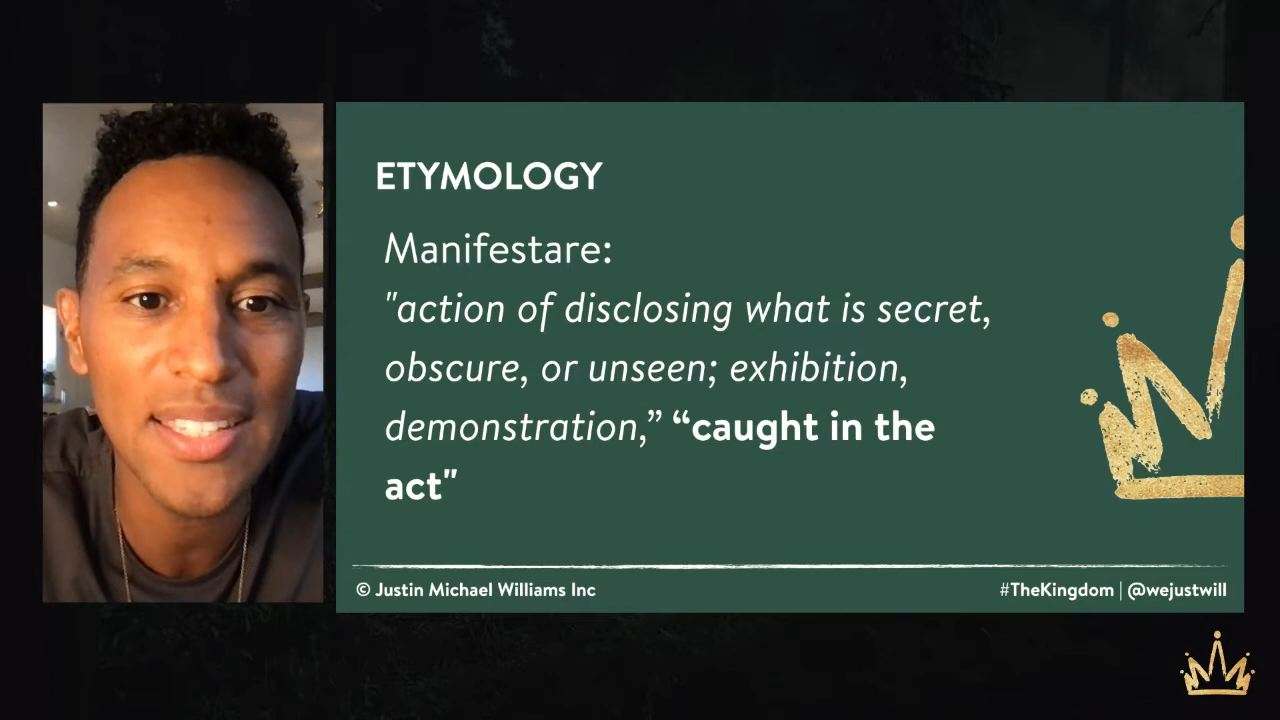 ETYMOLOGY
Manifestare:
"action of disclosing what is secret,
obscure, or unseen; exhibition,
demonstration,” “caught in the
act"
© Justin Michael Williams Inc
#TheKingdom | @wejustwill